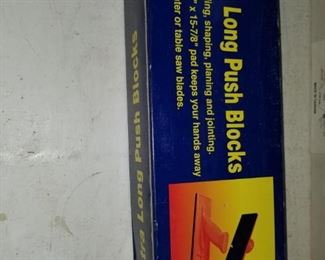 Long Push Blocks
ing, shaping, planing and jointing.
" x 15-7/8" pad keeps your hands away
ter or table saw blades.
Long Push Blocks